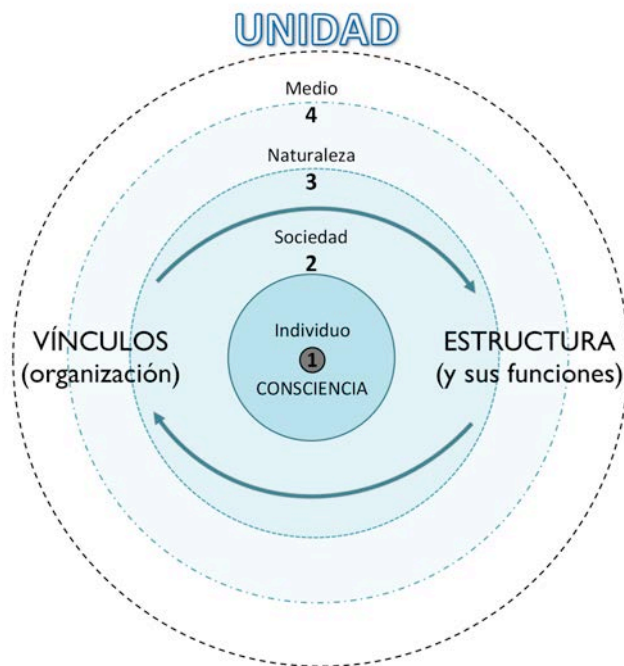 UNIDAD
Medio
4
Naturaleza
3
Sociedad
2
VÍNCULOS
(organización)
Individuo
1
CONSCIENCIA
ESTRUCTURA
(y sus funciones)